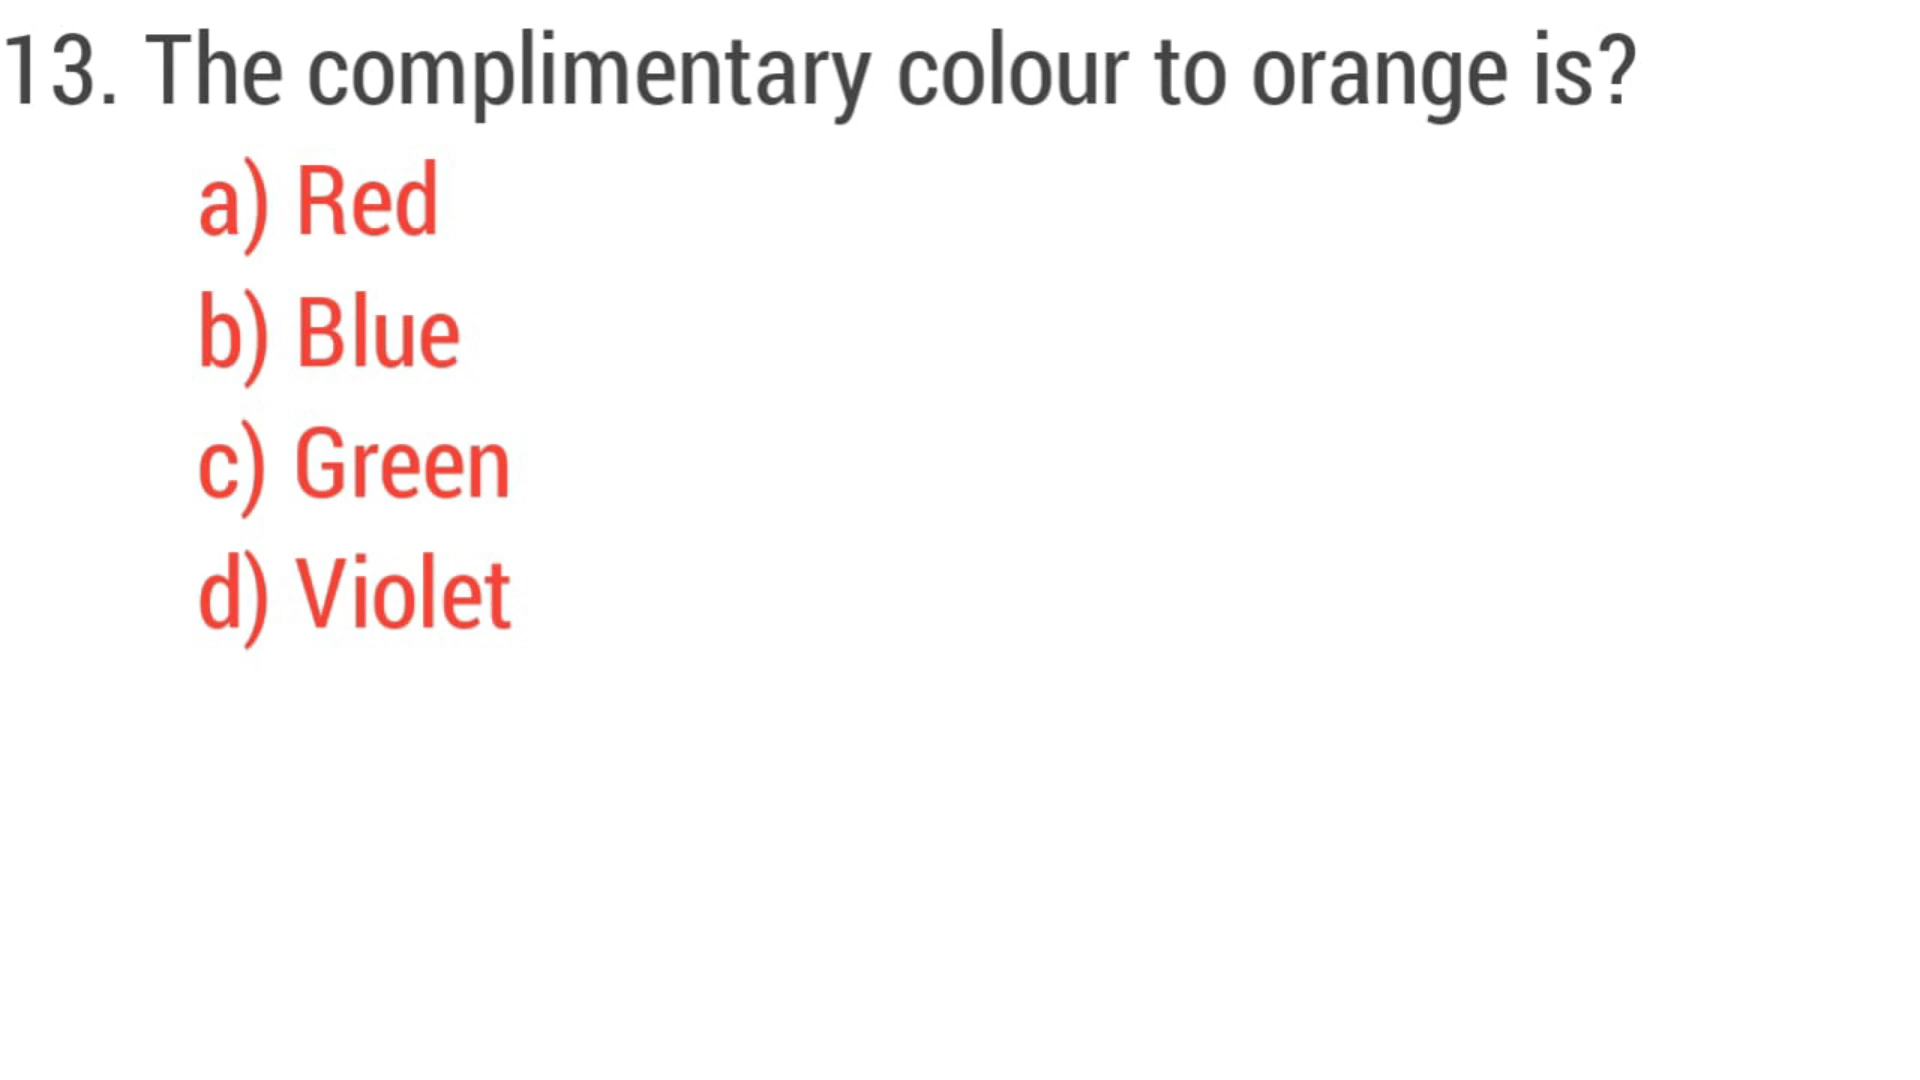 13. The complimentary colour to orange is?
a) Red
b) Blue
c) Green
d) Violet